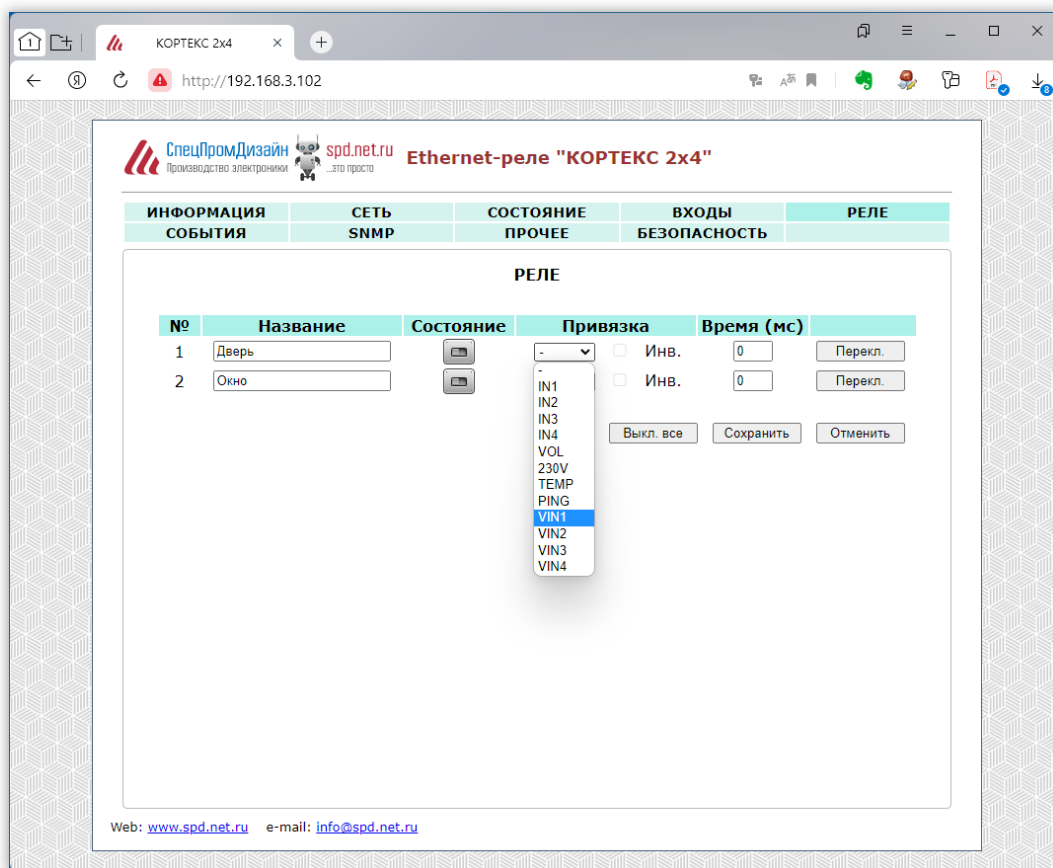 1
КОРТЕКС 2x4
http://192.168.3.102
8
СпецПромДизайн
Производство электроники
spd.net.ru
...это просто
Ethernet-реле "КОРТЕКС 2x4"
ИНФОРМАЦИЯ СЕТЬ СОСТОЯНИЕ ВХОДЫ РЕЛЕ
СОБЫТИЯ SNMP ПРОЧЕЕ БЕЗОПАСНОСТЬ
РЕЛЕ
№ Название Состояние Привязка Время (мс)
1 Дверь - Инв. 0 Перекл.
2 Окно Инв. 0 Перекл.
-
IN1
IN2
IN3
IN4
VOL
230V
TEMP
PING
VIN1
VIN2
VIN3
VIN4
Выкл. все Сохранить Отменить
Web: www.spd.net.ru e-mail: info@spd.net.ru